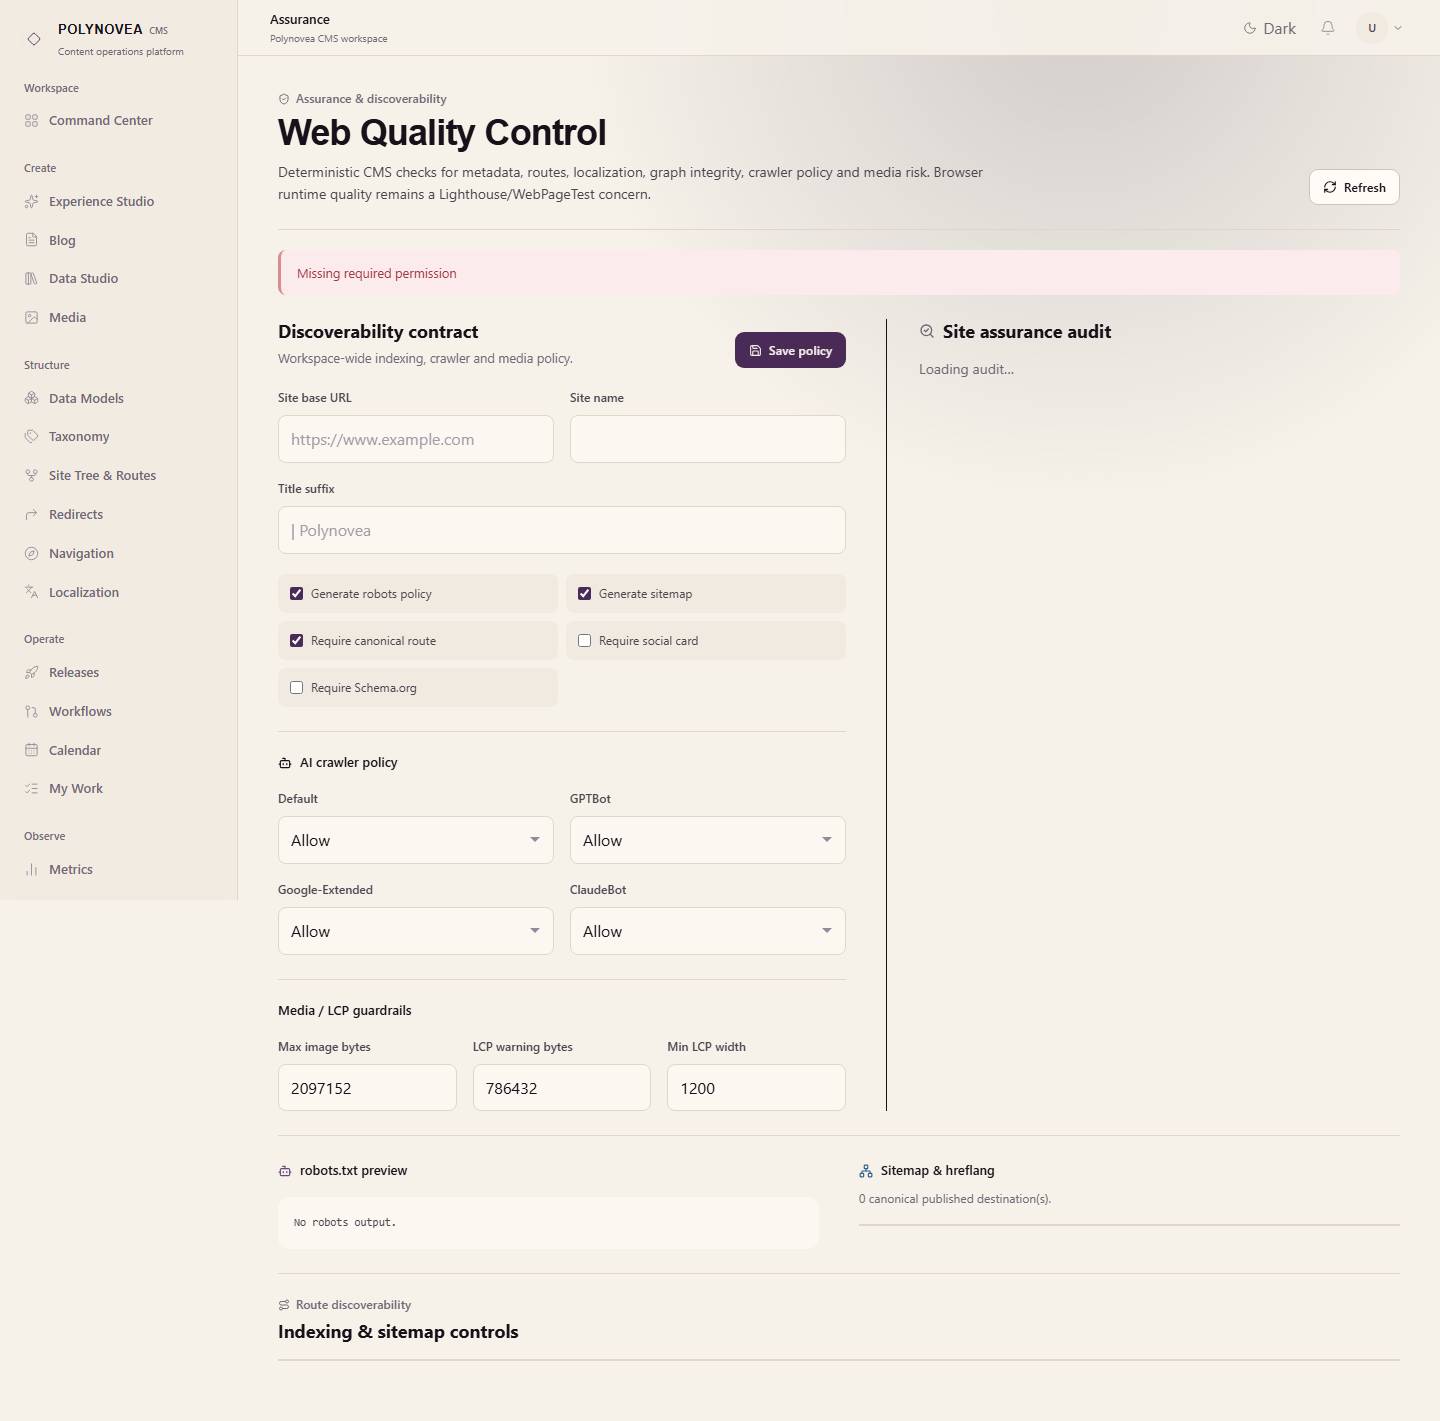 POLYNOVEA CMS
Content operations platform
Workspace
Command Center
Create
Experience Studio
Blog
Data Studio
Media
Structure
Data Models
Taxonomy
Site Tree & Routes
Redirects
Navigation
Localization
Operate
Releases
Workflows
Calendar
My Work
Observe
Metrics
Assurance
Polynovea CMS workspace
Dark
U
Assurance & discoverability
Web Quality Control
Deterministic CMS checks for metadata, routes, localization, graph integrity, crawler policy and media risk. Browser
runtime quality remains a Lighthouse/WebPageTest concern.
Refresh
Missing required permission
Discoverability contract
Workspace-wide indexing, crawler and media policy.
Save policy
Site base URL
Site name
https://www.example.com
Title suffix
| Polynovea
Generate robots policy
Generate sitemap
Require canonical route
Require social card
Require Schema.org
AI crawler policy
Default
GPTBot
Allow
Allow
Google-Extended
ClaudeBot
Allow
Allow
Media / LCP guardrails
Max image bytes
LCP warning bytes
Min LCP width
2097152
786432
1200
Site assurance audit
Loading audit...
robots.txt preview
No robots output.
Sitemap & hreflang
0 canonical published destination(s).
Route discoverability
Indexing & sitemap controls